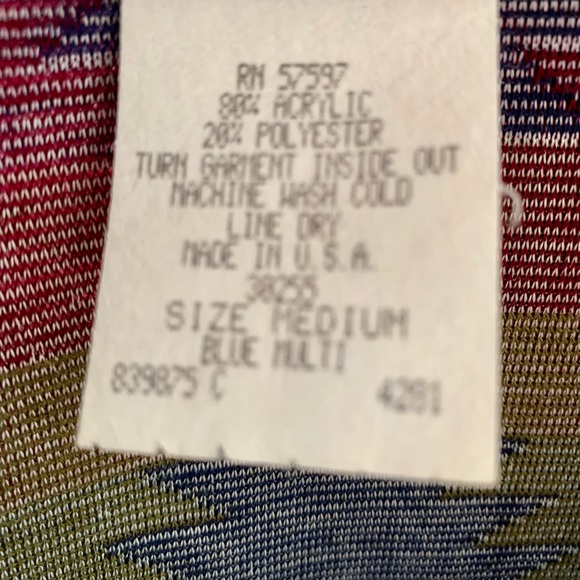 RN 57597
80% ACRYLIC
20% POLYESTER
TURN GARMENT INSIDE OUT
MACHINE WASH COLD
LINE DRY
MADE IN U.S.A.
30255
SIZE MEDIUM
BLUE MULTI
839875 C 4281